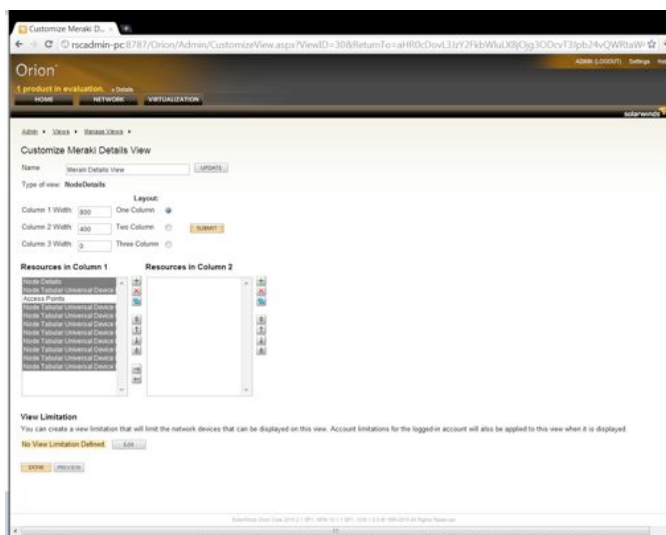 Customize Meraki D...
rscadmin-pc:8787/Orion/Admin/CustomizeView.aspx?ViewID=30&ReturnTo=
ADMIN (LOGOUT) Settings
Orion
1 product in evaluation. » Details
HOME NETWORK VIRTUALIZATION
solarwinds
Admin Views Manage Views
Customize Meraki Details View
Name Meraki Details View UPDATE
Type of view: NodeDetails
Layout:
Column 1 Width: 800 One Column
Column 2 Width: 400 Two Column SUBMIT
Column 3 Width: 0 Three Column
Resources in Column 1 Resources in Column 2
Node Details
Node Tabular Universal Device
Access Points
Node Tabular Universal Device
Node Tabular Universal Device
Node Tabular Universal Device
Node Tabular Universal Device
Node Tabular Universal Device
Node Tabular Universal Device
Node Tabular Universal Device
View Limitation
You can create a view limitation that will limit the network devices that can be displayed on this view. Account limitations for the logged-in account will also be applied to this view when it is displayed.
No View Limitation Defined. Edit
DONE PREVIEW